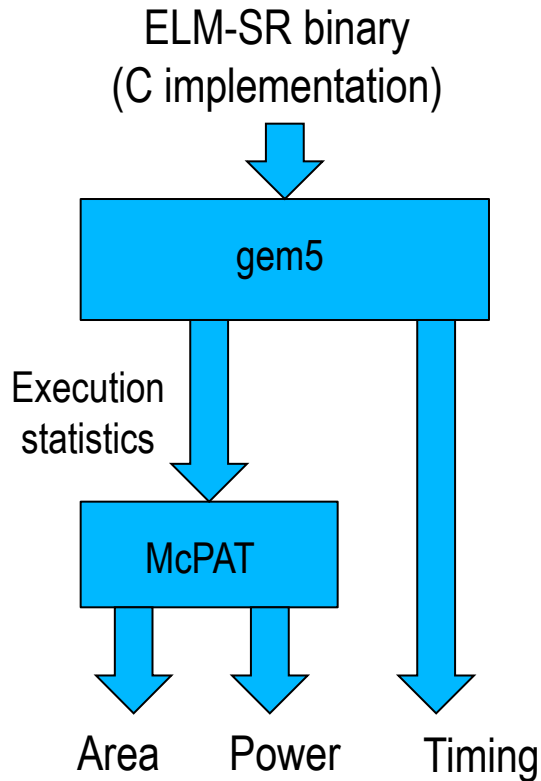 ELM-SR binary
(C implementation)
gem5
Execution
statistics
McPAT
Area
Power
Timing